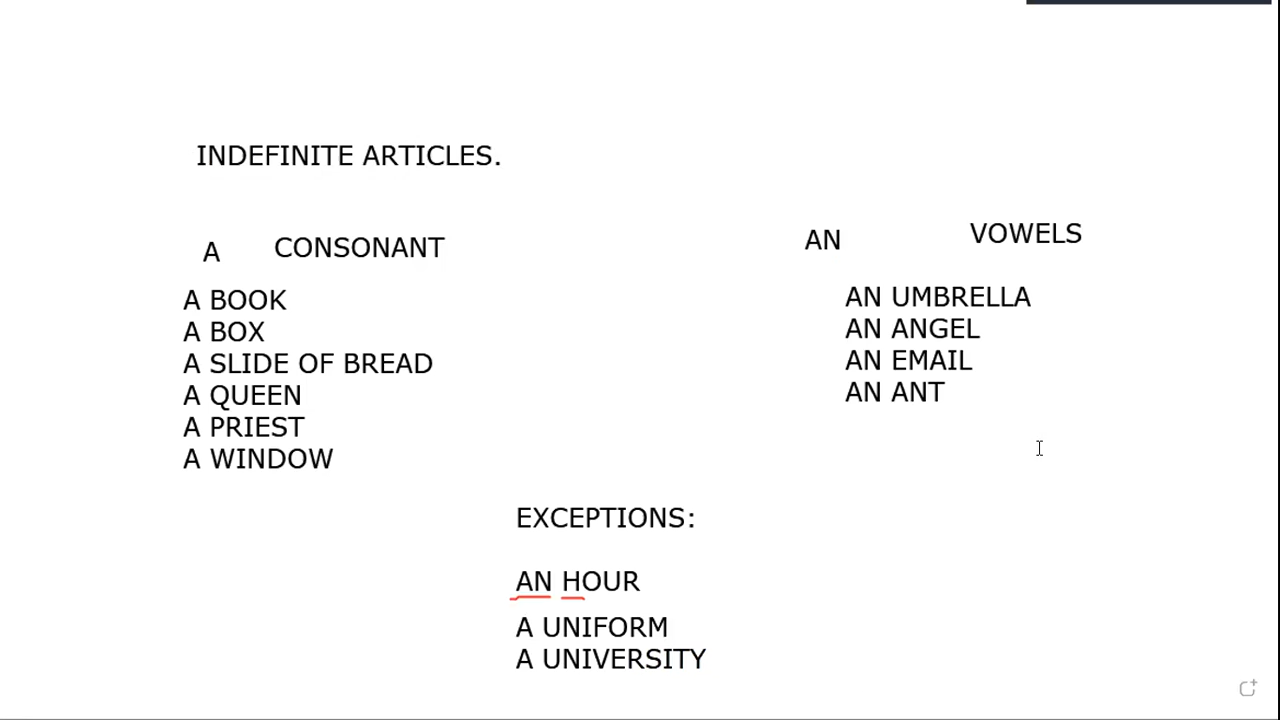 INDEFINITE ARTICLES.
A CONSONANT
A BOOK
A BOX
A SLIDE OF BREAD
A QUEEN
A PRIEST
A WINDOW
AN VOWELS
AN UMBRELLA
AN ANGEL
AN EMAIL
AN ANT
EXCEPTIONS:
AN HOUR
A UNIFORM
A UNIVERSITY